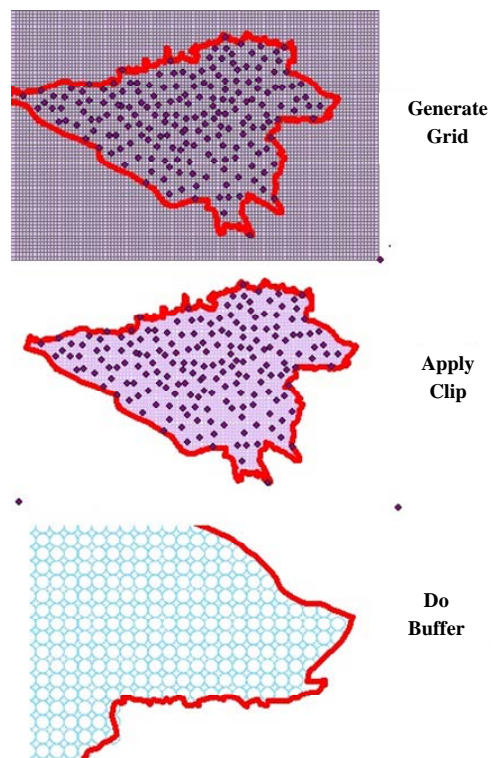 Generate
Grid
Apply
Clip
Do
Buffer